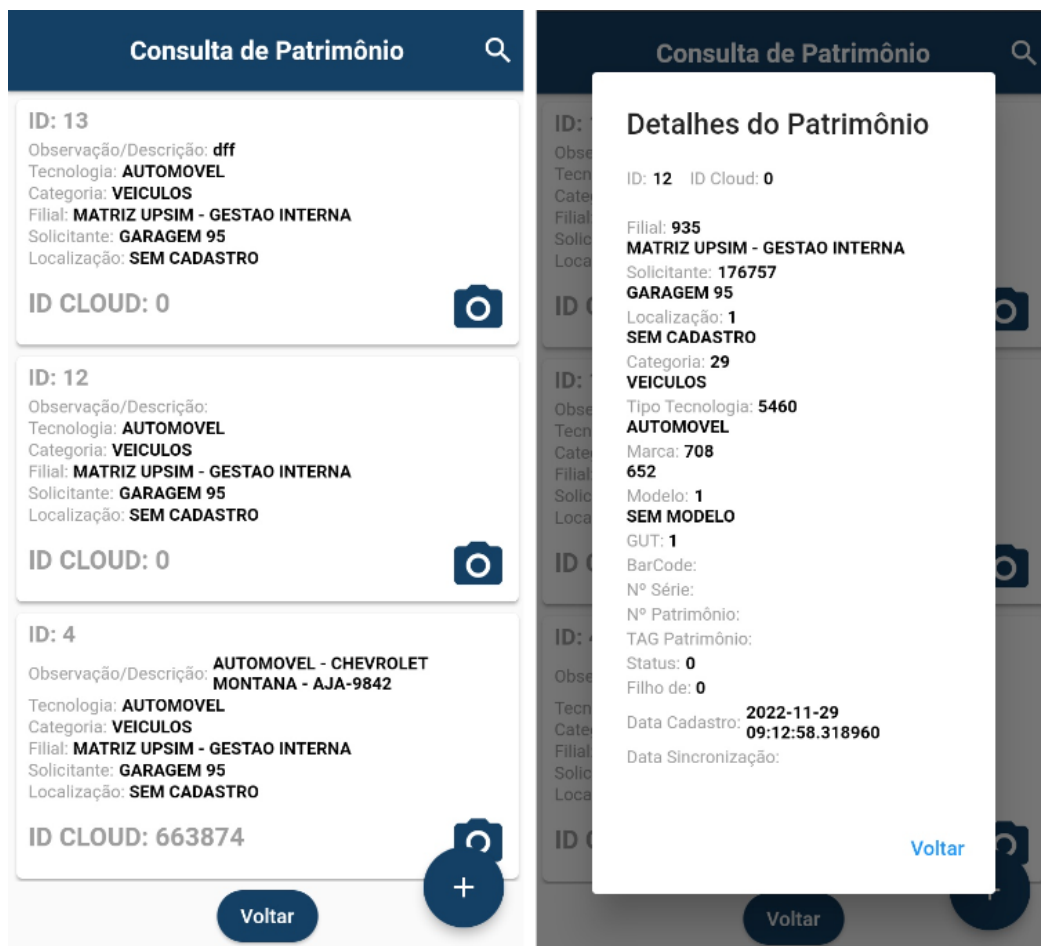 Consulta de Patrimônio
ID: 13
Observação/Descrição: dff
Tecnologia: AUTOMOVEL
Categoria: VEICULOS
Filial: MATRIZ UPSIM - GESTAO INTERNA
Solicitante: GARAGEM 95
Localização: SEM CADASTRO
ID CLOUD: 0
ID: 12
Observação/Descrição:
Tecnologia: AUTOMOVEL
Categoria: VEICULOS
Filial: MATRIZ UPSIM - GESTAO INTERNA
Solicitante: GARAGEM 95
Localização: SEM CADASTRO
ID CLOUD: 0
ID: 4
Observação/Descrição: AUTOMOVEL - CHEVROLET
MONTANA - AJA-9842
Tecnologia: AUTOMOVEL
Categoria: VEICULOS
Filial: MATRIZ UPSIM - GESTAO INTERNA
Solicitante: GARAGEM 95
Localização: SEM CADASTRO
ID CLOUD: 663874
+
Voltar
Consulta de Patrimônio
Detalhes do Patrimônio
ID: 12 ID Cloud: 0
Filial: 935
MATRIZ UPSIM - GESTAO INTERNA
Solicitante: 176757
GARAGEM 95
Localização: 1
SEM CADASTRO
Categoria: 29
VEICULOS
Tipo Tecnologia: 5460
AUTOMOVEL
Marca: 708
652
Modelo: 1
SEM MODELO
GUT: 1
BarCode:
Nº Série:
Nº Patrimônio:
TAG Patrimônio:
Status: 0
Filho de: 0
Data Cadastro: 2022-11-29
09:12:58.318960
Data Sincronização:
Voltar
Voltar